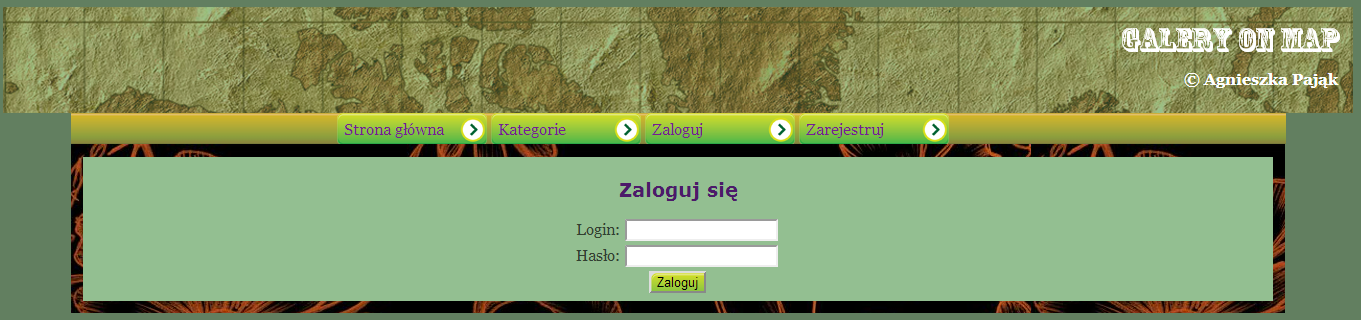 GALERY ON MAP
© Agnieszka Pająk
Strona główna Kategorie Zaloguj Zarejestruj
Zaloguj się
Login:
Hasło:
Zaloguj